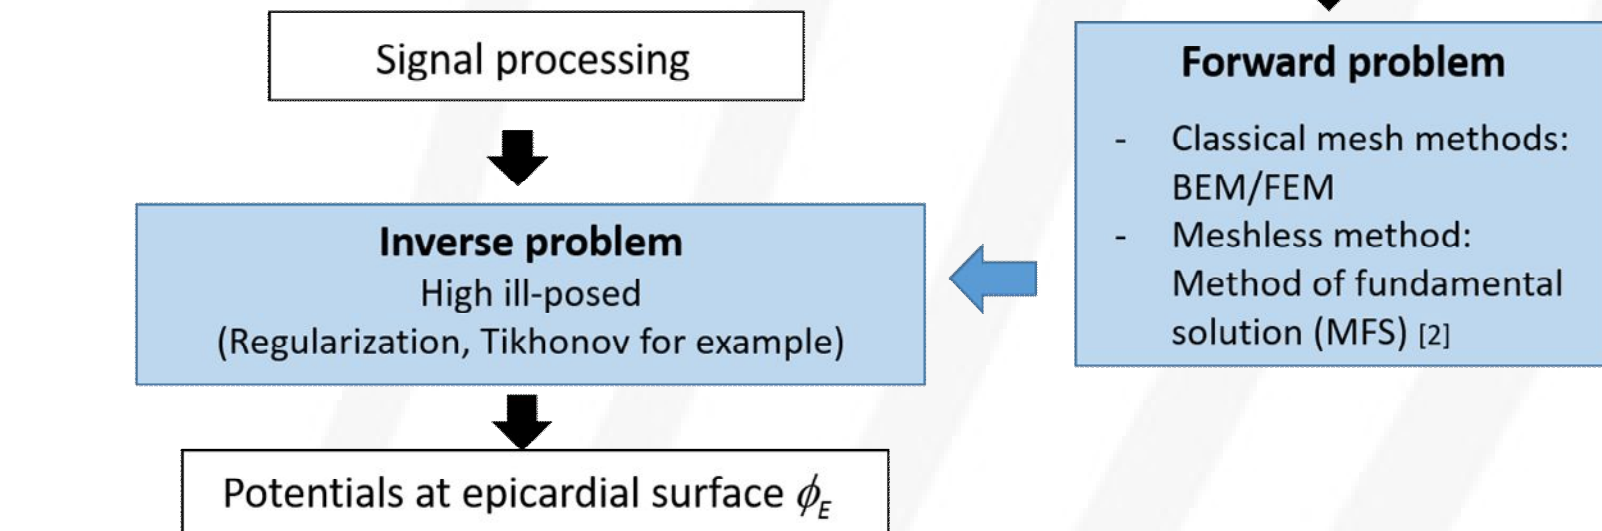 Signal processing
Inverse problem
High ill-posed
(Regularization, Tikhonov for example)
Potentials at epicardial surface ϕ_E
Forward problem
- Classical mesh methods:
BEM/FEM
- Meshless method:
Method of fundamental
solution (MFS) [2]